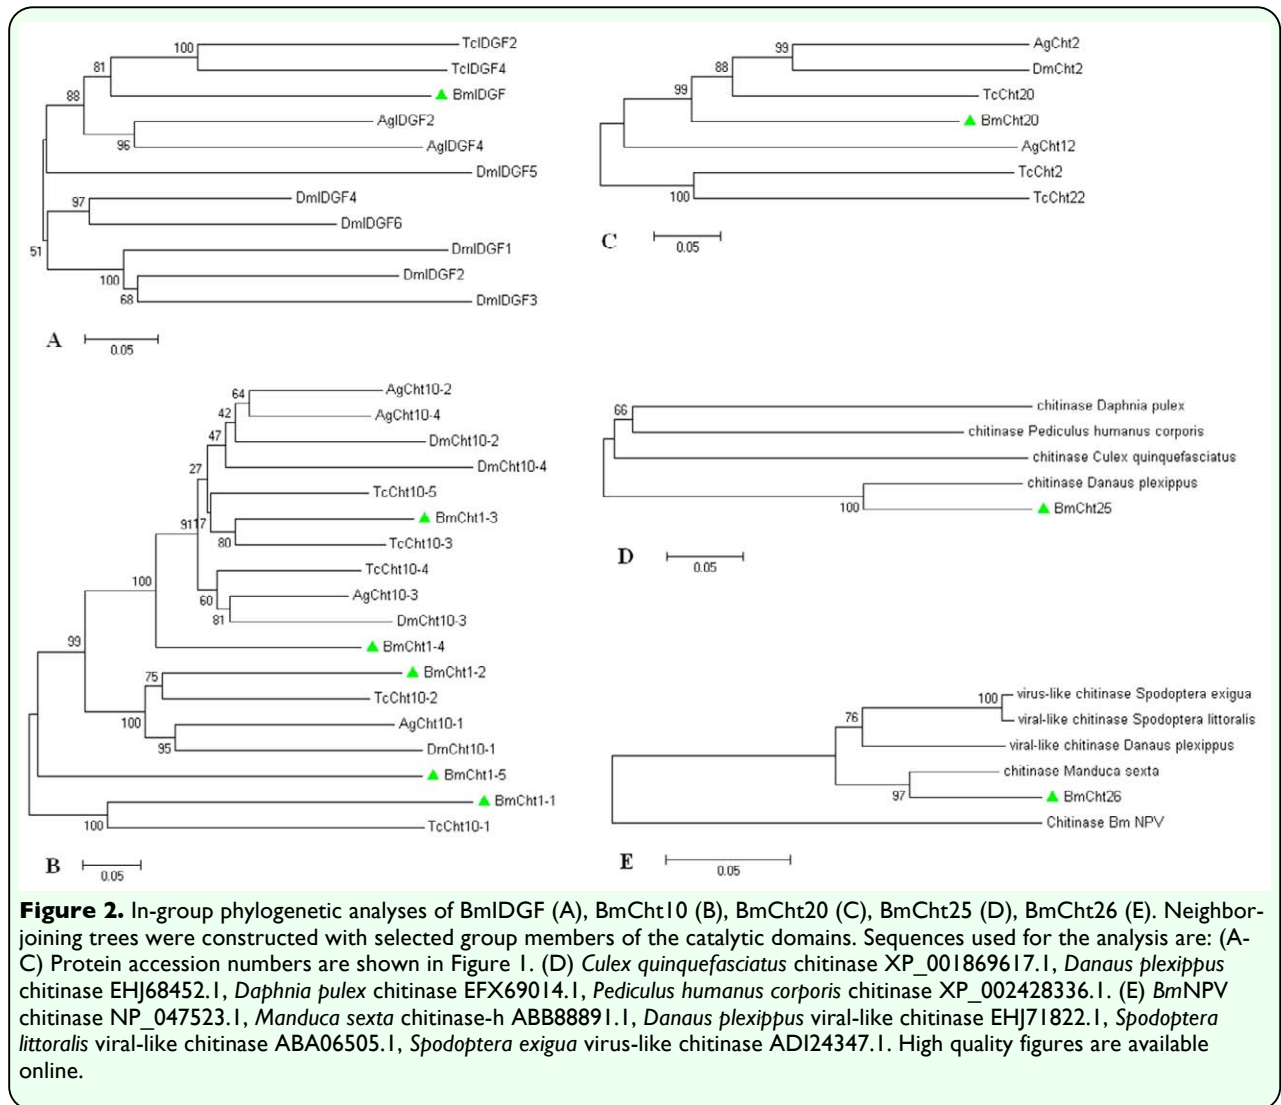 100
TclDGF2
81
TclDGF4
88
BmIDGF
AgIDGF2
96
AgIDGF4
DmIDGF5
97
DmIDGF4
DmIDGF6
51
DmIDGF1
100
DmIDGF2
68
DmIDGF3
A
0.05
99
AgCht2
88
DmCht2
99
TcCht20
BmCht20
AgCht12
TcCht2
100
TcCht22
C
0.05
64
AgCht10-2
42
AgCht10-4
47
DmCht10-2
27
DmCht10-4
TcCht10-5
91
17
BmCht1-3
80
TcCht10-3
100
TcCht10-4
60
AgCht10-3
81
DmCht10-3
99
BmCht1-4
75
BmCht1-2
TcCht10-2
100
AgCht10-1
95
DmCht10-1
BmCht1-5
BmCht1-1
100
TcCht10-1
B
0.05
66
chitinase Daphnia pulex
chitinase Pediculus humanus corporis
chitinase Culex quinquefasciatus
chitinase Danaus plexippus
100
BmCht25
D
0.05
100
virus-like chitinase Spodoptera exigua
76
viral-like chitinase Spodoptera littoralis
viral-like chitinase Danaus plexippus
chitinase Manduca sexta
97
BmCht26
Chitinase Bm NPV
E
0.05
Figure 2. In-group phylogenetic analyses of BmIDGF (A), BmCht10 (B), BmCht20 (C), BmCht25 (D), BmCht26 (E). Neighbor-
joining trees were constructed with selected group members of the catalytic domains. Sequences used for the analysis are: (A-
C) Protein accession numbers are shown in Figure 1. (D) Culex quinquefasciatus chitinase XP_001869617.1, Danaus plexippus
chitinase EHJ68452.1, Daphnia pulex chitinase EFX69014.1, Pediculus humanus corporis chitinase XP_002428336.1. (E) BmNPV
chitinase NP_047523.1, Manduca sexta chitinase-h ABB88891.1, Danaus plexippus viral-like chitinase EHJ71822.1, Spodoptera
littoralis viral-like chitinase ABA06505.1, Spodoptera exigua virus-like chitinase ADI24347.1. High quality figures are available
online.